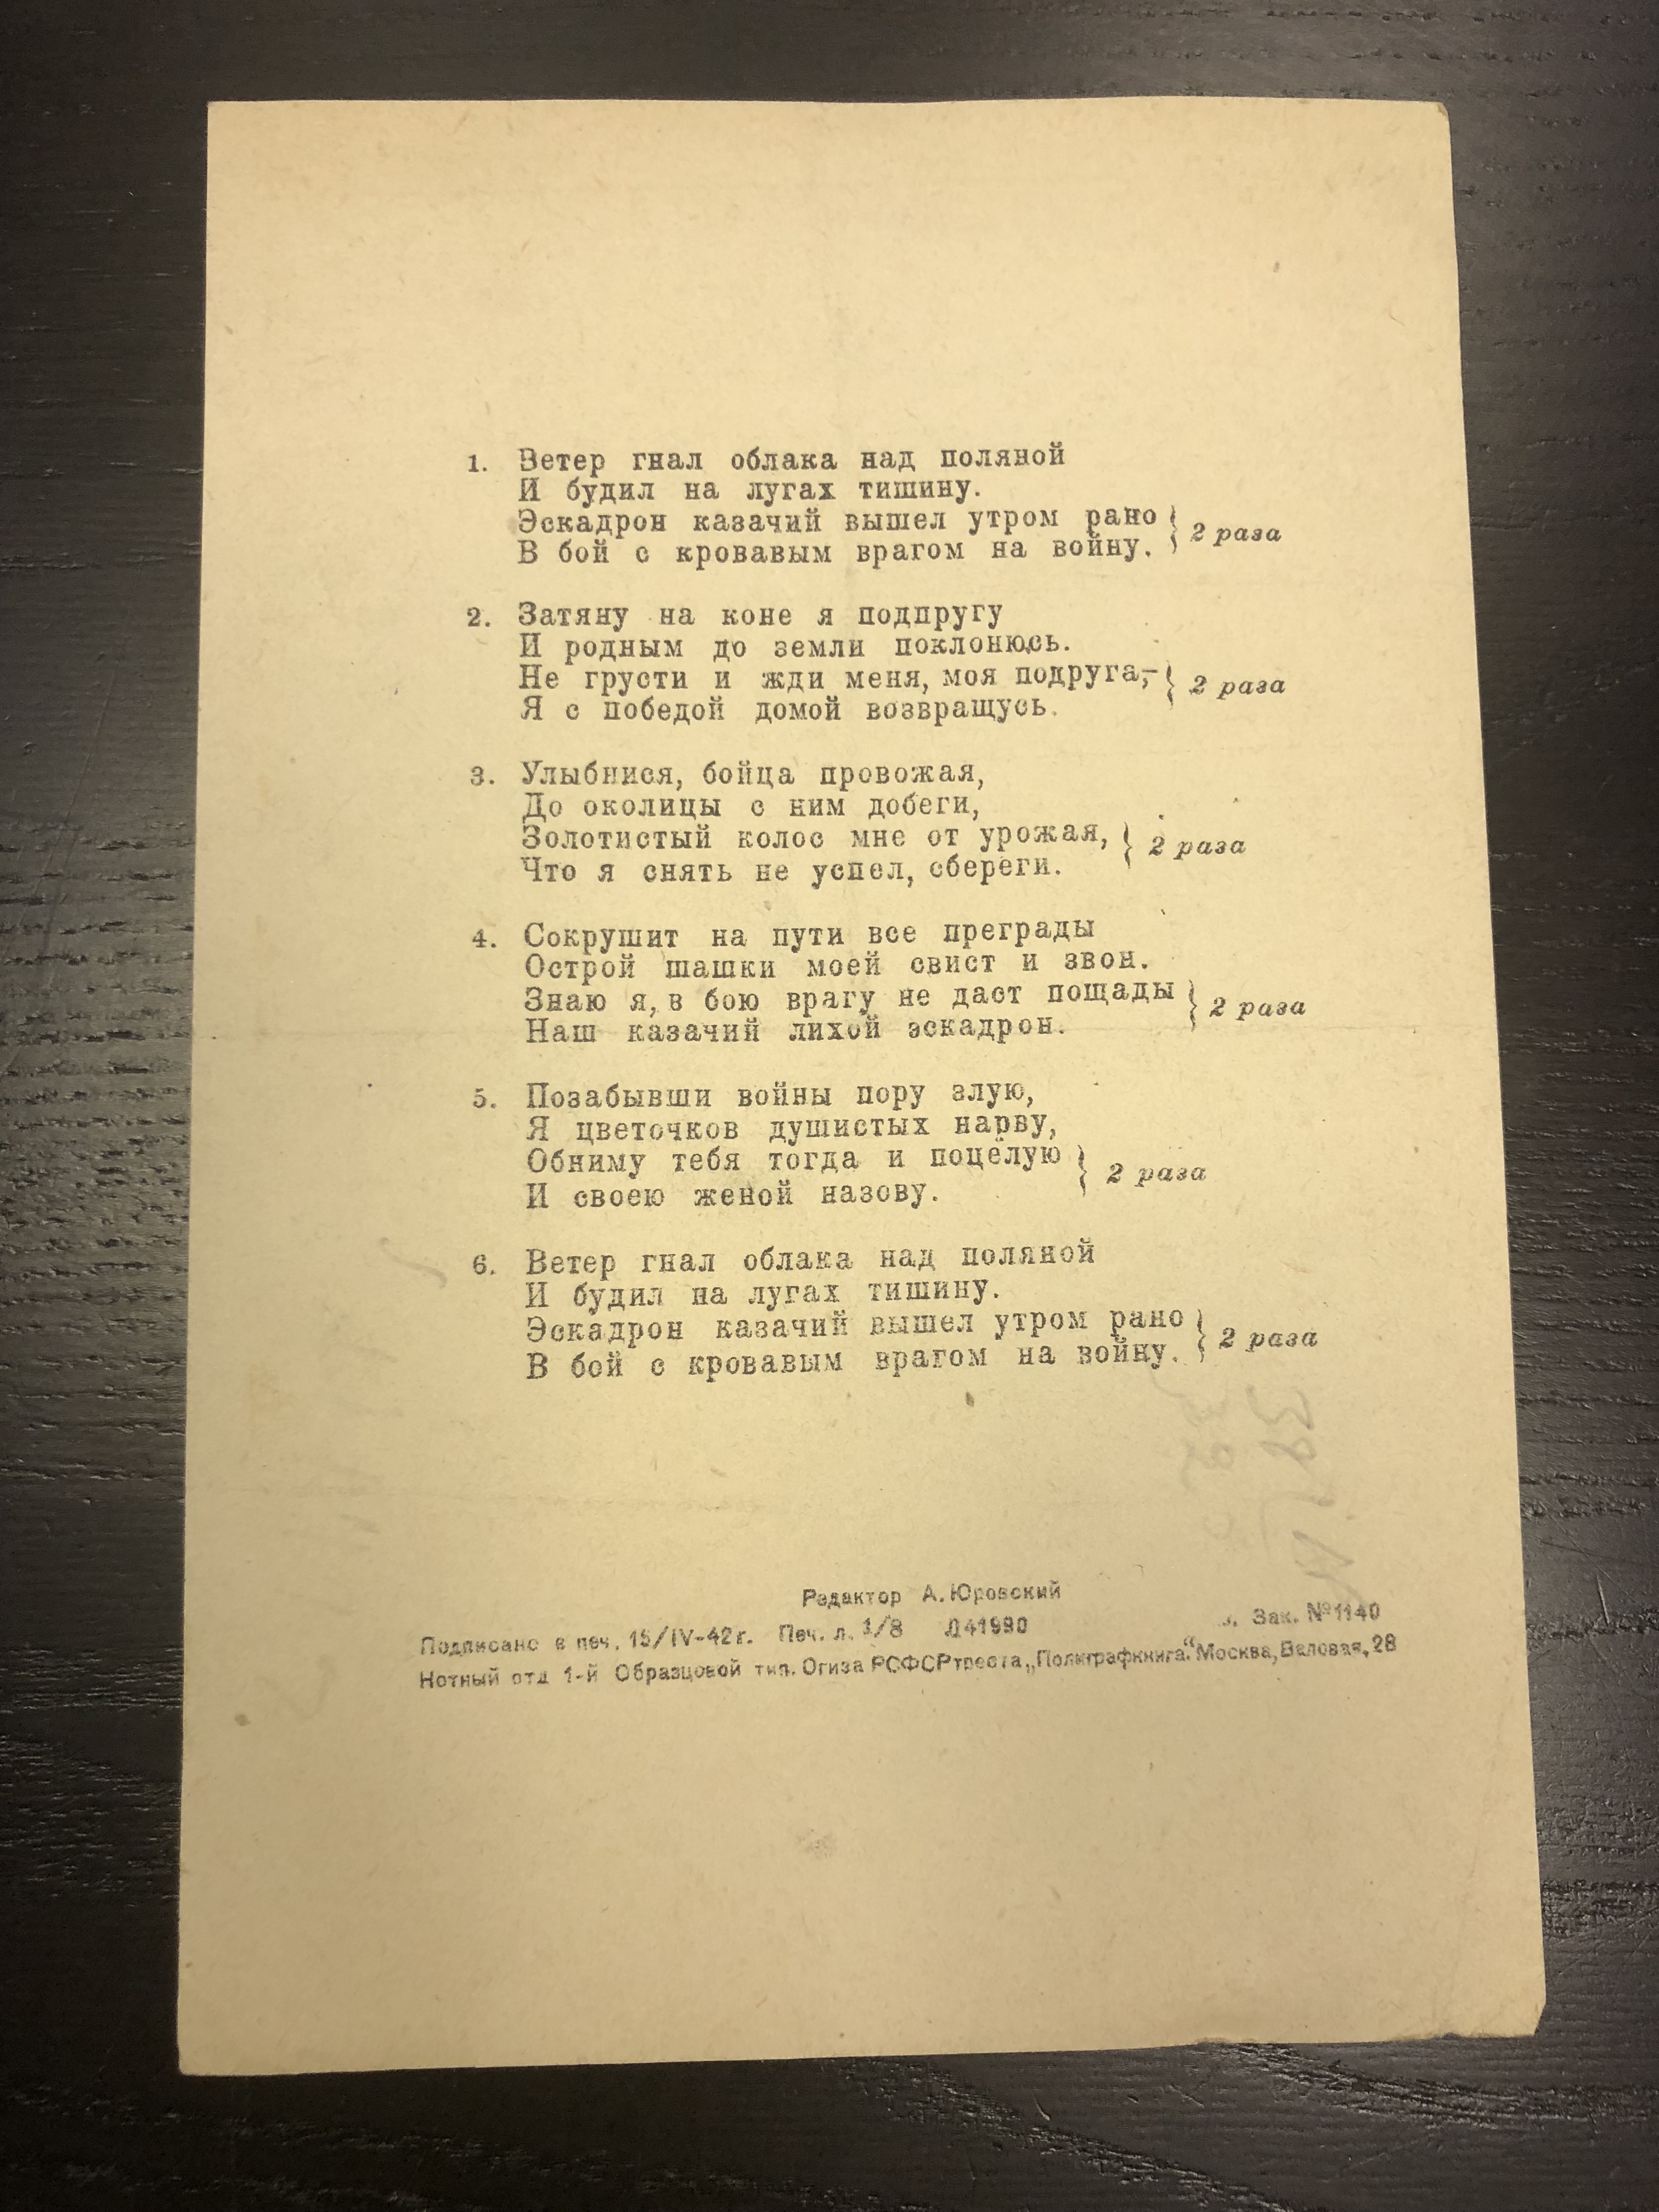 1. Ветер гнал облака над поляной
И будил на лугах тишину.
Эскадрон казачий вышел утром рано
В бой с кровавым врагом на войну. } 2 раза
2. Затяну на коне я подпругу
И родным до земли поклонюсь.
Не грусти и жди меня, моя подруга,—
Я с победой домой возвращусь. } 2 раза
3. Улыбнися, бойца провожая,
До околицы с ним добеги,
Золотистый колос мне от урожая,
Что я снять не успел, сбереги. } 2 раза
4. Сокрушит на пути все преграды
Острой шашки моей свист и звон.
Знаю я, в бою врагу не даст пощады
Наш казачий лихой эскадрон. } 2 раза
5. Позабывши войны пору злую,
Я цветочков душистых нарву,
Обниму тебя тогда и поцелую
И своею женой назову. } 2 раза
6. Ветер гнал облака над поляной
И будил на лугах тишину.
Эскадрон казачий вышел утром рано
В бой с кровавым врагом на войну. } 2 раза
Редактор А. Юровский
Подписано в печ. 15/IV-42 г. Печ. л. 1/8 Л41990 Зак. № 1140
Нотный отд. 1-й Образцовой тип. Огиза РСФСР треста „Полиграфкнига". Москва, Валовая, 28